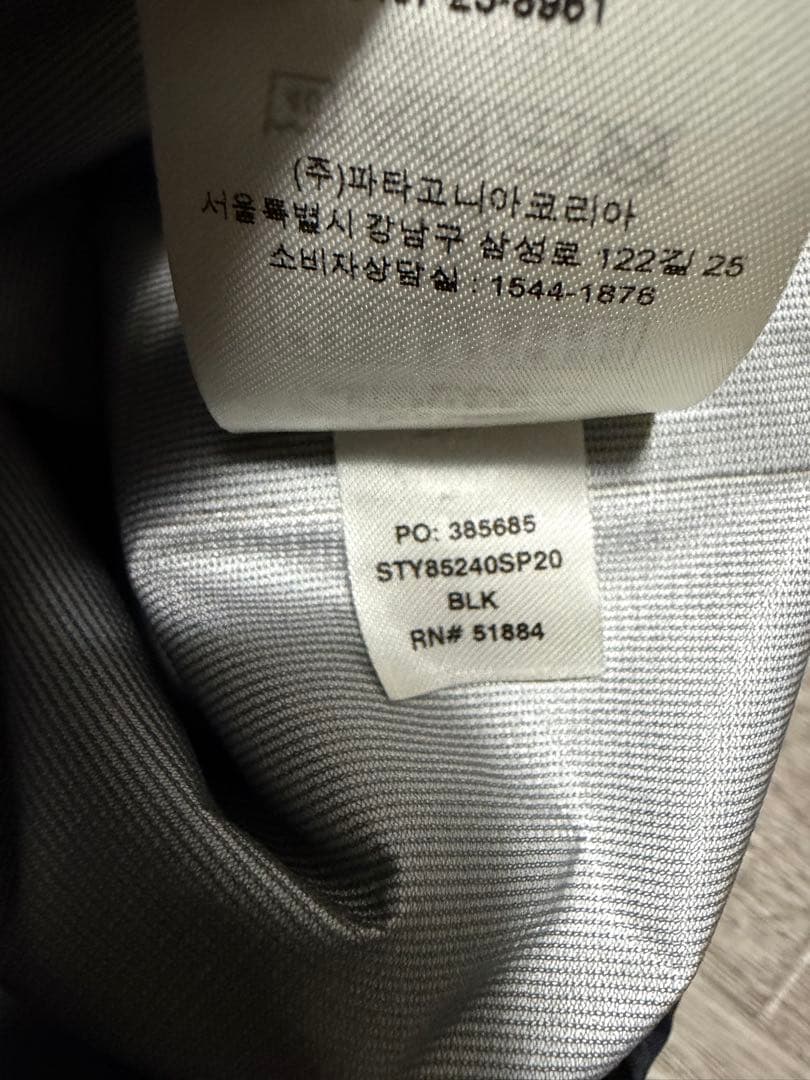 (주)파타고니아코리아
서울특별시 강남구 삼성로 122길 25
소비자상담실 : 1544-1876
PO: 385685
STY85240SP20
BLK
RN# 51884